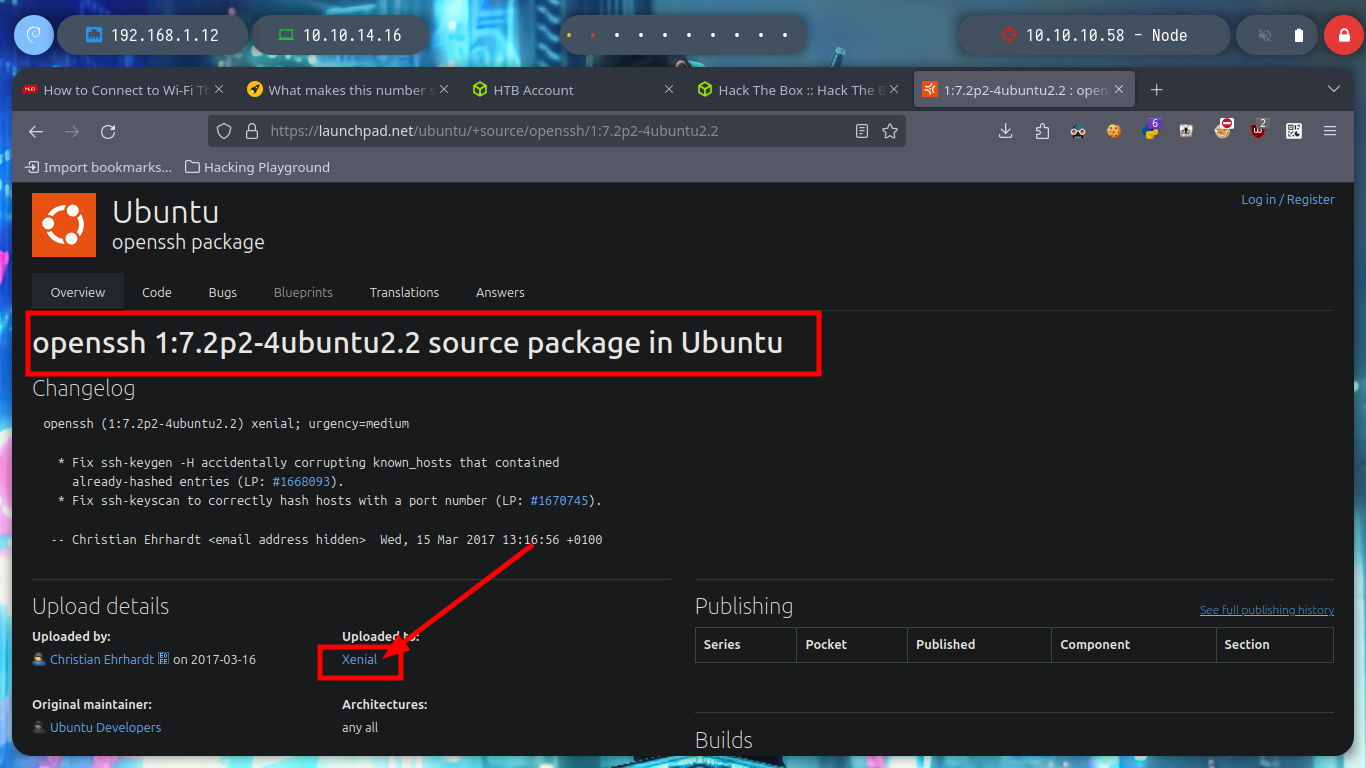 192.168.1.12
10.10.14.16
10.10.10.58 - Node
How to Connect to Wi-Fi Th
What makes this number s
HTB Account
Hack The Box :: Hack The B
1:7.2p2-4ubuntu2.2 : open
https://launchpad.net/ubuntu/+source/openssh/1:7.2p2-4ubuntu2.2
6
2
Import bookmarks...
Hacking Playground
Ubuntu
openssh package
Log in / Register
Overview
Code
Bugs
Blueprints
Translations
Answers
openssh 1:7.2p2-4ubuntu2.2 source package in Ubuntu
Changelog
openssh (1:7.2p2-4ubuntu2.2) xenial; urgency=medium
* Fix ssh-keygen -H accidentally corrupting known_hosts that contained
already-hashed entries (LP: #1668093).
* Fix ssh-keyscan to correctly hash hosts with a port number (LP: #1670745).
-- Christian Ehrhardt <email address hidden>  Wed, 15 Mar 2017 13:16:56 +0100
Upload details
Uploaded by:
Christian Ehrhardt on 2017-03-16
Uploaded to:
Xenial
Original maintainer:
Ubuntu Developers
Architectures:
any all
Publishing
See full publishing history
Series
Pocket
Published
Component
Section
Builds